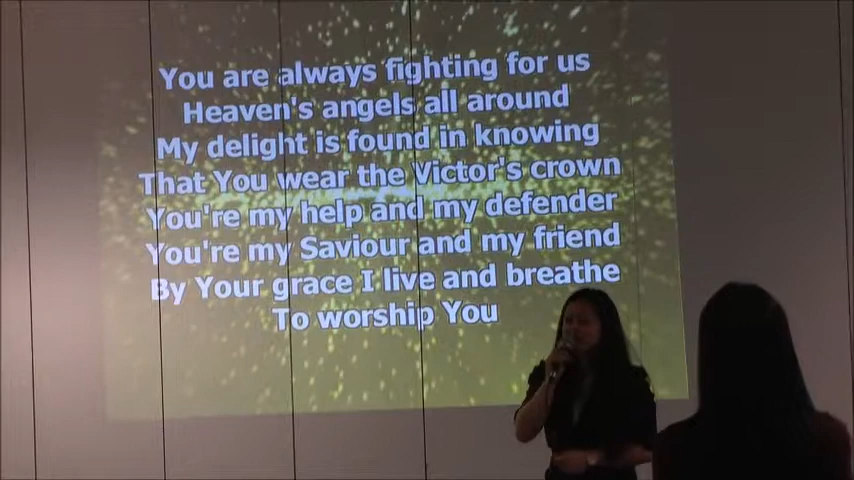 You are always fighting for us
Heaven's angels all around
My delight is found in knowing
That You wear the Victor's crown
You're my help and my defender
You're my Saviour and my friend
By Your grace I live and breathe
To worship You